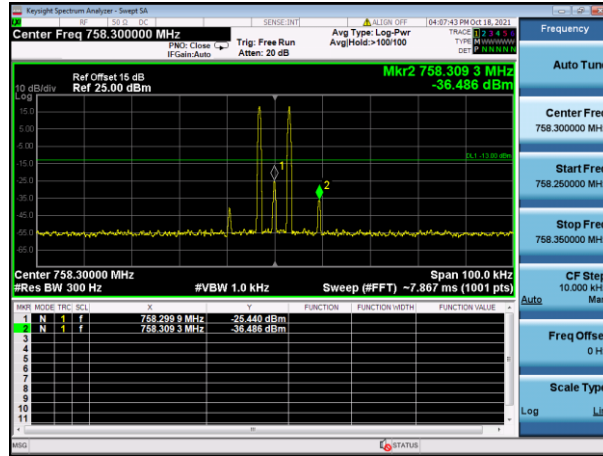 Keysight Spectrum Analyzer - Swept SA
RF 50 Ω DC SENSE:INT ALIGN OFF 04:07:43 PM Oct 18, 2021
Center Freq 758.300000 MHz
PNO: Close Trig: Free Run
IFGain:Auto Atten: 20 dB
Avg Type: Log-Pwr
Avg|Hold:>100/100
TRACE 1 2 3 4 5 6
TYPE MWWWWW
DET P NNNNN
Frequency
Auto Tune
Ref Offset 15 dB
10 dB/div Ref 25.00 dBm
Mkr2 758.309 3 MHz
-36.486 dBm
Log
15.0
5.00
-5.00
-15.0
-25.0
-35.0
-45.0
-55.0
-65.0
DL1 -13.00 dBm
1
2
Center Freq
758.300000 MH
Start Freq
758.250000 MH
Stop Freq
758.350000 MH
CF Step
10.000 kH
Auto Ma
Freq Offse
0 H
Scale Type
Log Li
Center 758.30000 MHz Span 100.0 kHz
#Res BW 300 Hz #VBW 1.0 kHz Sweep (#FFT) ~7.867 ms (1001 pts)
MKR MODE TRC SCL X Y FUNCTION FUNCTION WIDTH FUNCTION VALUE
1 N 1 f 758.299 9 MHz -25.440 dBm
2 N 1 f 758.309 3 MHz -36.486 dBm
3
4
5
6
7
8
9
10
11
MSG STATUS